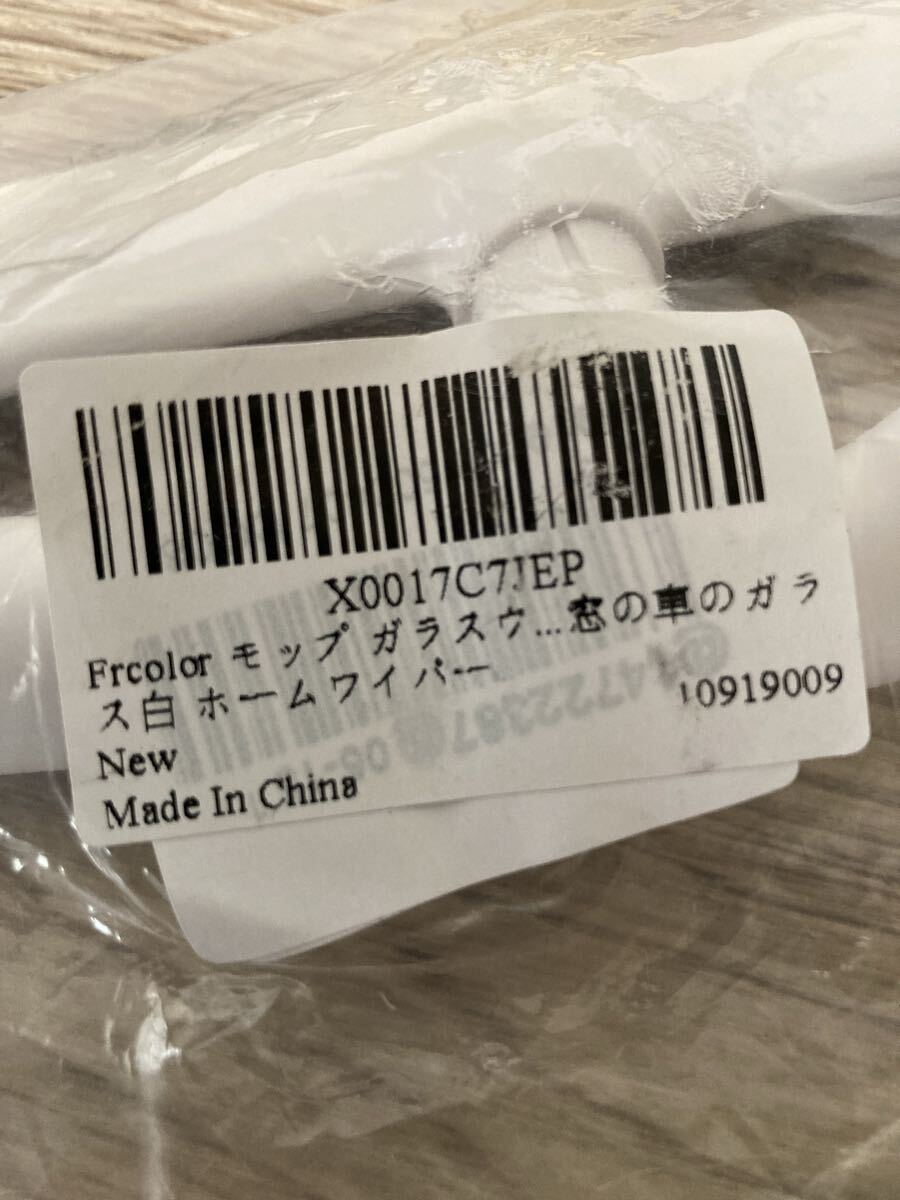 X0017C7JEP
Frcolor モップ ガラスウ...窓の車のガラ
ス白 ホームワイパー
10919009
New
Made In China